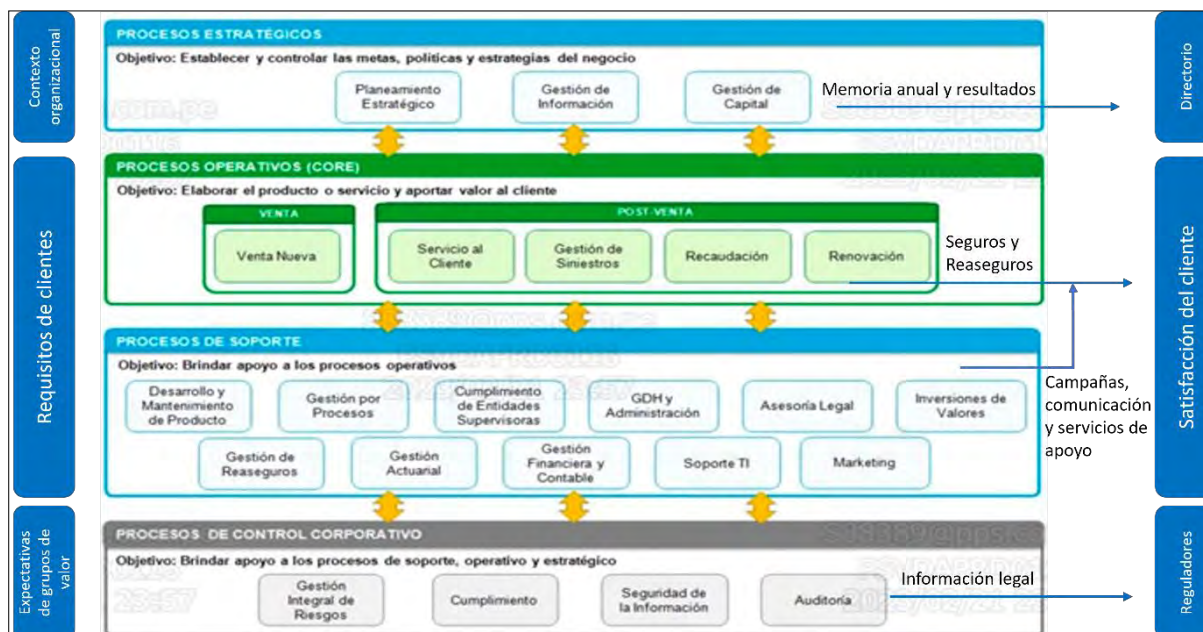 Contexto
organizacional
PROCESOS ESTRATÉGICOS
Objetivo: Establecer y controlar las metas, políticas y estrategias del negocio
Planeamiento
Estratégico
Gestión de
Información
Gestión de
Capital
Memoria anual y resultados
Directorio
Requisitos de clientes
PROCESOS OPERATIVOS (CORE)
Objetivo: Elaborar el producto o servicio y aportar valor al cliente
VENTA
Venta Nueva
POST-VENTA
Servicio al
Cliente
Gestión de
Siniestros
Recaudación
Renovación
Seguros y
Reaseguros
Satisfacción del cliente
PROCESOS DE SOPORTE
Objetivo: Brindar apoyo a los procesos operativos
Desarrollo y
Mantenimiento
de Producto
Gestión por
Procesos
Cumplimiento
de Entidades
Supervisoras
GDH y
Administración
Asesoría Legal
Inversiones de
Valores
Gestión de
Reaseguros
Gestión
Actuarial
Gestión
Financiera y
Contable
Soporte TI
Marketing
Campañas,
comunicación
y servicios de
apoyo
Expectativas
de grupos de
valor
PROCESOS DE CONTROL CORPORATIVO
Objetivo: Brindar apoyo a los procesos de soporte, operativo y estratégico
Gestión
Integral de
Riesgos
Cumplimiento
Seguridad de
la Información
Auditoría
Información legal
Reguladores
23:57